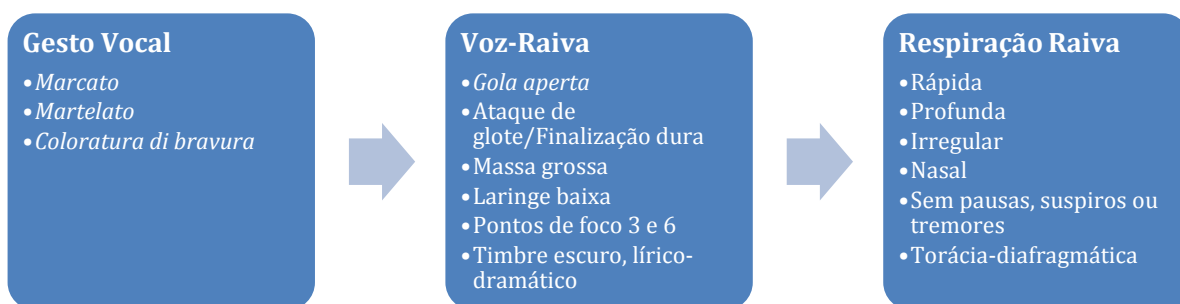 Gesto Vocal
•Marcato
•Martelato
•Coloratura di bravura
Voz-Raiva
•Gola aperta
•Ataque de
glote/Finalização dura
•Massa grossa
•Laringe baixa
•Pontos de foco 3 e 6
•Timbre escuro, lírico-
dramático
Respiração Raiva
•Rápida
•Profunda
•Irregular
•Nasal
•Sem pausas, suspiros ou
tremores
•Torácia-diafragmática